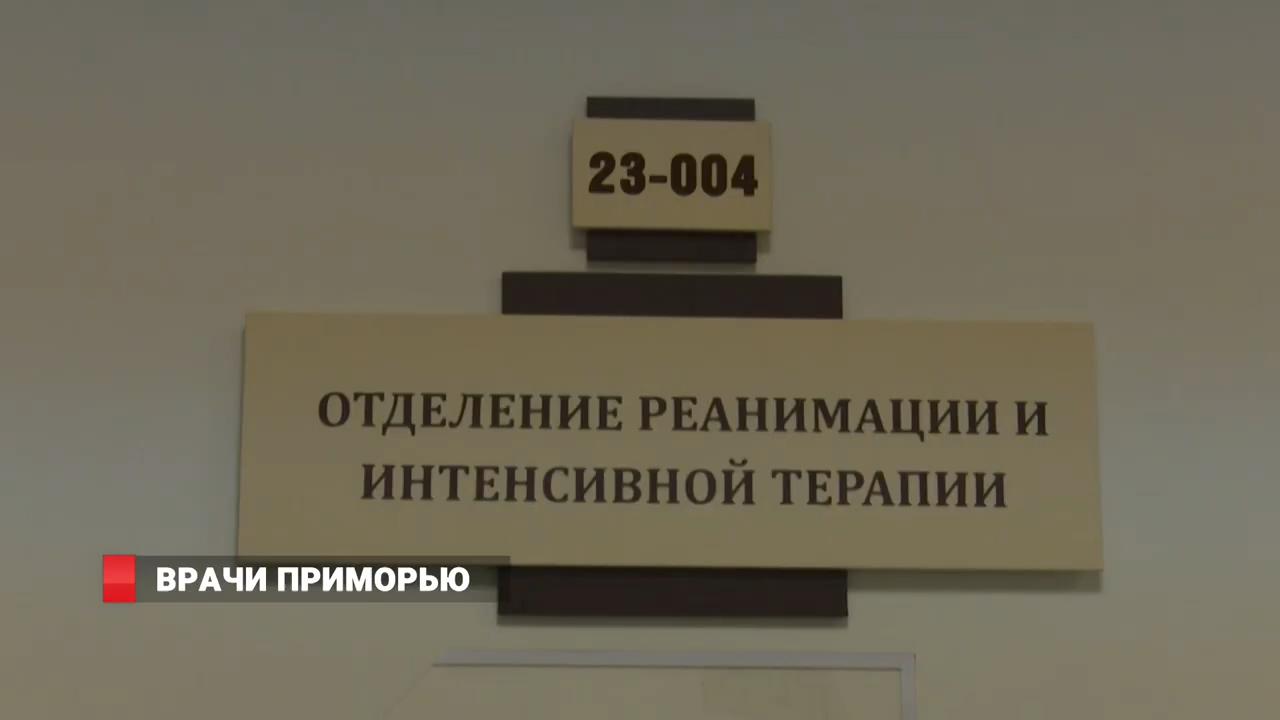 23-004
ОТДЕЛЕНИЕ РЕАНИМАЦИИ И
ИНТЕНСИВНОЙ ТЕРАПИИ
ВРАЧИ ПРИМОРЬЮ